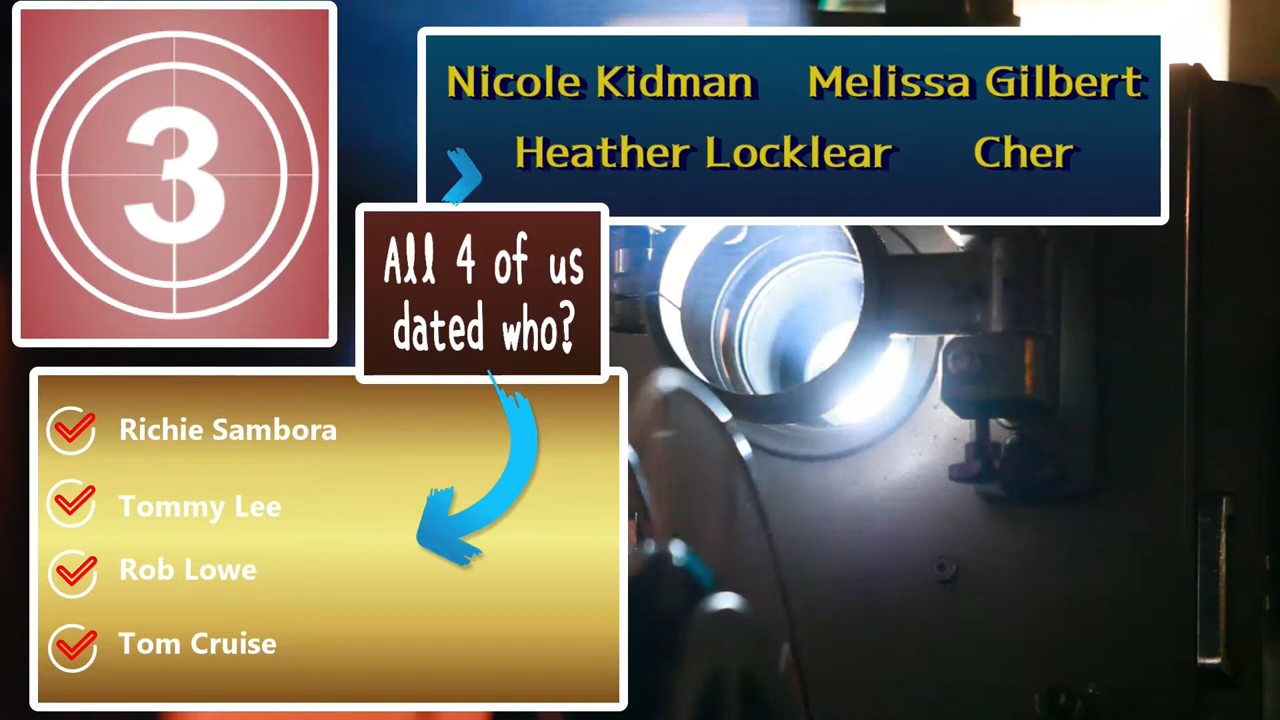 3
Nicole Kidman Melissa Gilbert
Heather Locklear Cher
All 4 of us
dated who?
Richie Sambora
Tommy Lee
Rob Lowe
Tom Cruise